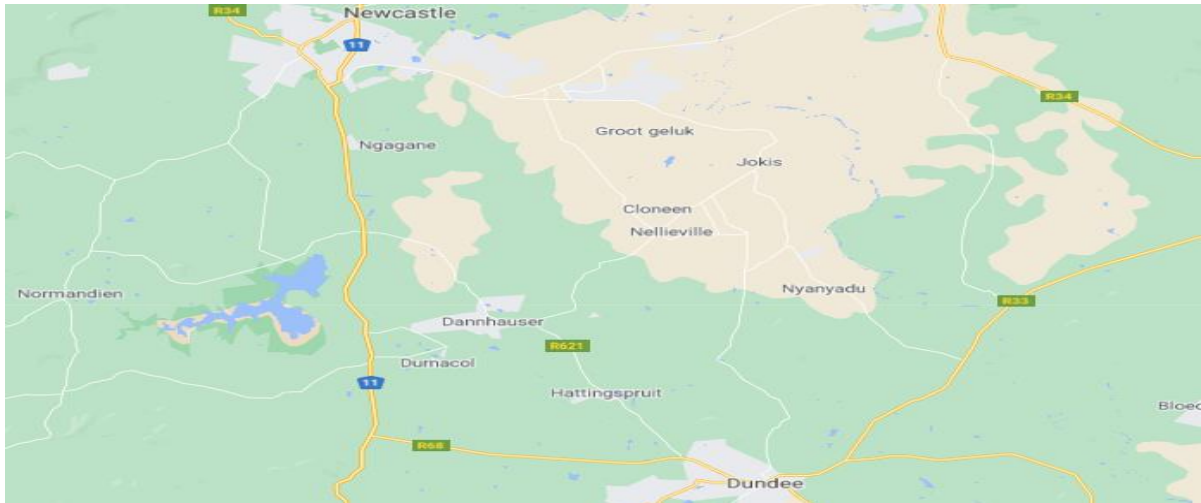 R34
Newcastle
11
R34
Groot geluk
Ngagane
Jokis
Cloneen
Nellieville
Normandien
Nyanyadu
R33
Dannhauser
R621
Durnacol
11
Hattingspruit
Bloed
R68
Dundee